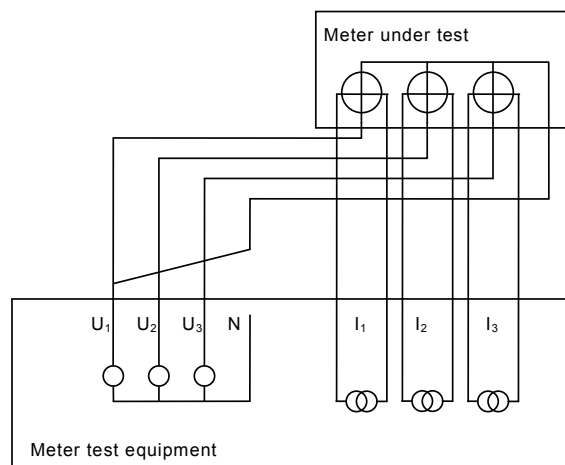 Meter under test
U₁ U₂ U₃ N I₁ I₂ I₃
Meter test equipment